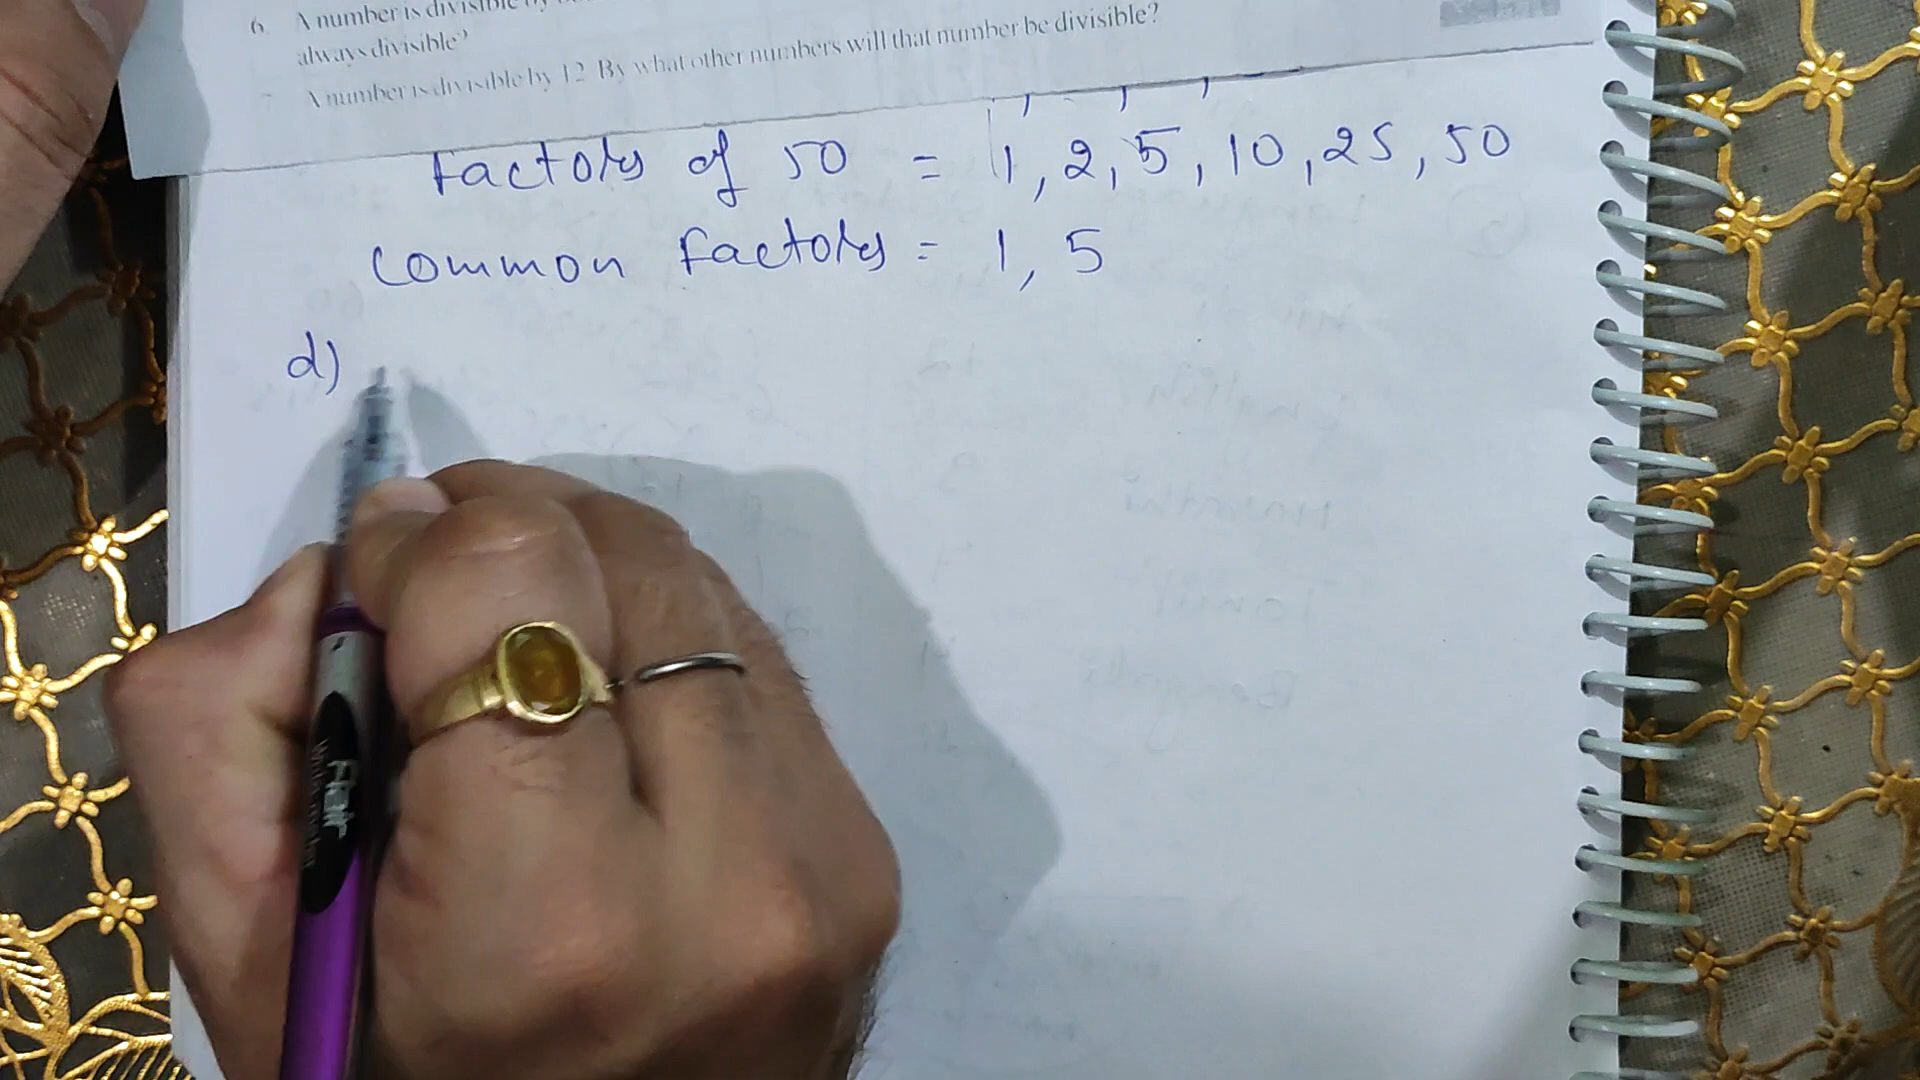 6. A number is divisible by
always divisible?
7 A number is divisible by 12. By what other numbers will that number be divisible?
Factors of 50 = 1, 2, 5, 10, 25, 50
Common factors = 1, 5
d)
Flair